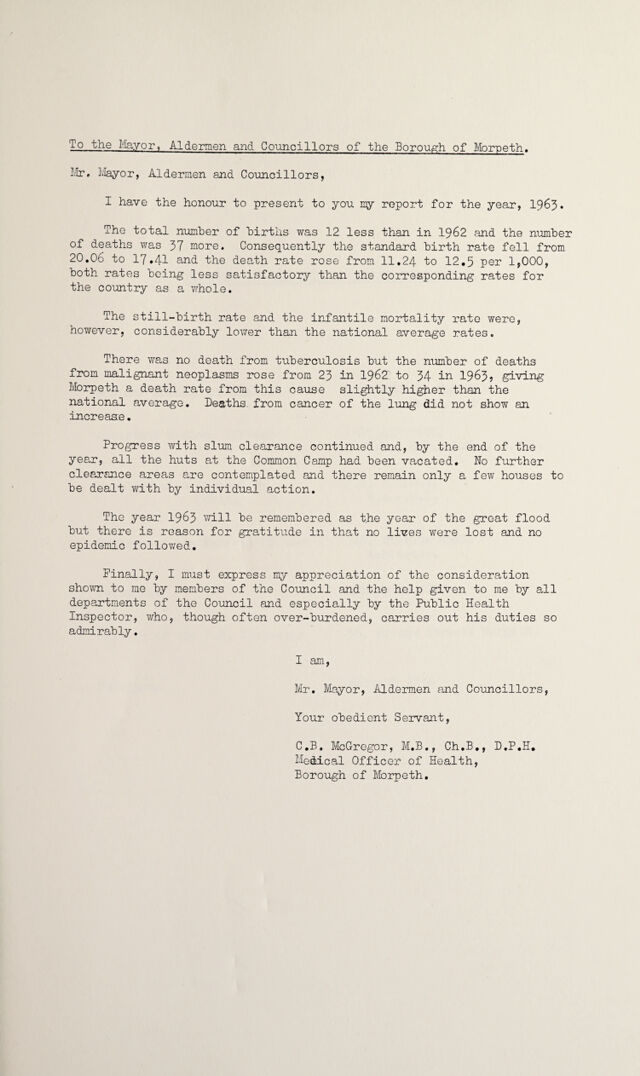 To the Mayor, Aldermen and Councillors of the Borough of Morpeth.
Mr. Mayor, Aldermen and Councillors,
I have the honour to present to you my report for the year, 1963.
The total number of births was 12 less than in 1962 and the number
of deaths was 37 more. Consequently the standard birth rate fell from
20.06 to 17.41 and the death rate rose from 11.24 to 12.5 per 1,000,
both rates being less satisfactory than the corresponding rates for
the country as a whole.
The still-birth rate and the infantile mortality rate were,
however, considerably lower than the national average rates.
There was no death from tuberculosis but the number of deaths
from malignant neoplasms rose from 23 in 1962 to 34 in 1963, giving
Morpeth a death rate from this cause slightly higher than the
national average. Deaths from cancer of the lung did not show an
increase.
Progress with slum clearance continued and, by the end of the
year, all the huts at the Common Camp had been vacated. No further
clearance areas are contemplated and there remain only a few houses to
be dealt with by individual action.
The year 1963 will be remembered as the year of the great flood
but there is reason for gratitude in that no lives were lost and no
epidemic followed.
Finally, I must express my appreciation of the consideration
shown to me by members of the Council and the help given to me by all
departments of the Council and especially by the Public Health
Inspector, who, though often over-burdened, carries out his duties so
admirably.
I am,
Mr. Mayor, Aldermen and Councillors,
Your obedient Servant,
C.B. McGregor, M.B., Ch.B., D.P.H.
Medical Officer of Health,
Borough of Morpeth.